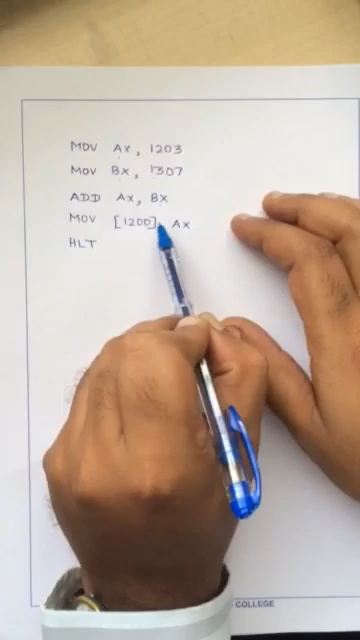 MOV AX, 1203
MOV BX, 1307
ADD AX, BX
MOV [1200], AX
HLT
COLLEGE